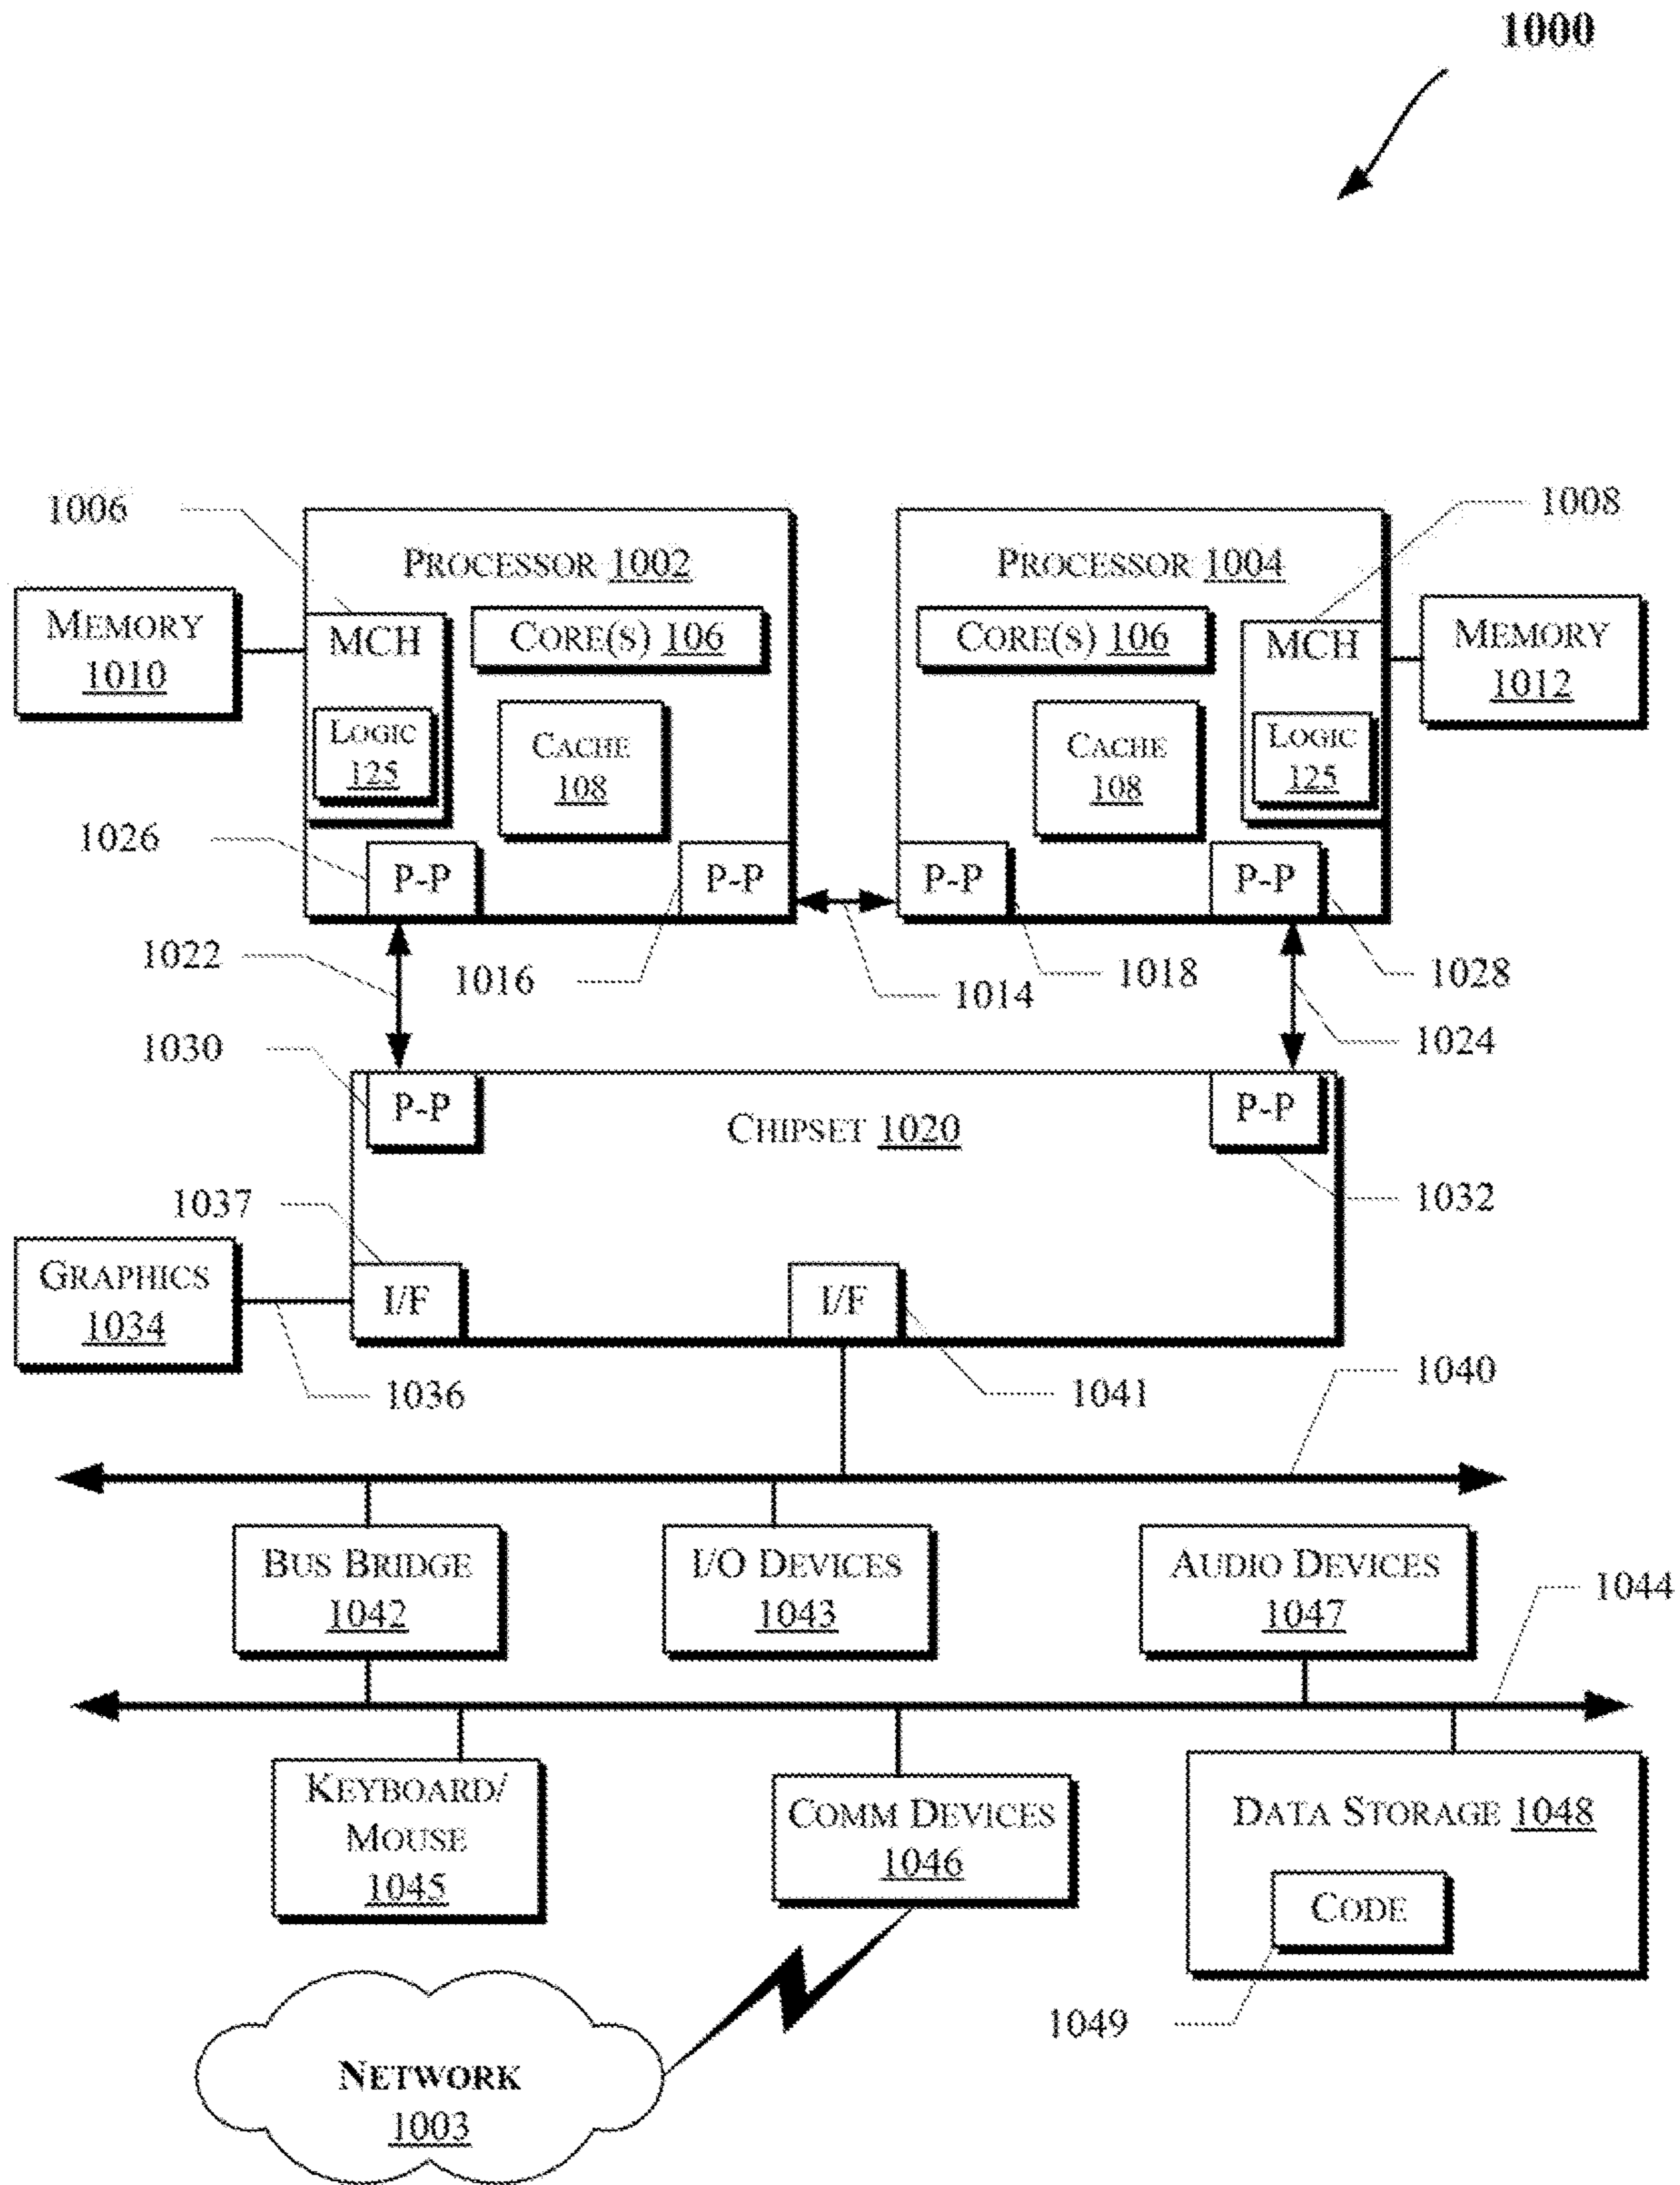 1000
1006
1008
PROCESSOR 1002
PROCESSOR 1004
MEMORY
1010
MCH
CORE(S) 106
CORE(S) 106
MCH
MEMORY
1012
LOGIC
125
CACHE
108
CACHE
108
LOGIC
125
1026
P-P
P-P
P-P
P-P
1022
1016
1014
1018
1028
1024
1030
P-P
CHIPSET 1020
P-P
1032
1037
GRAPHICS
1034
I/F
I/F
1036
1041
1040
BUS BRIDGE
1042
I/O DEVICES
1043
AUDIO DEVICES
1047
1044
KEYBOARD/
MOUSE
1045
COMM DEVICES
1046
DATA STORAGE 1048
CODE
1049
NETWORK
1003